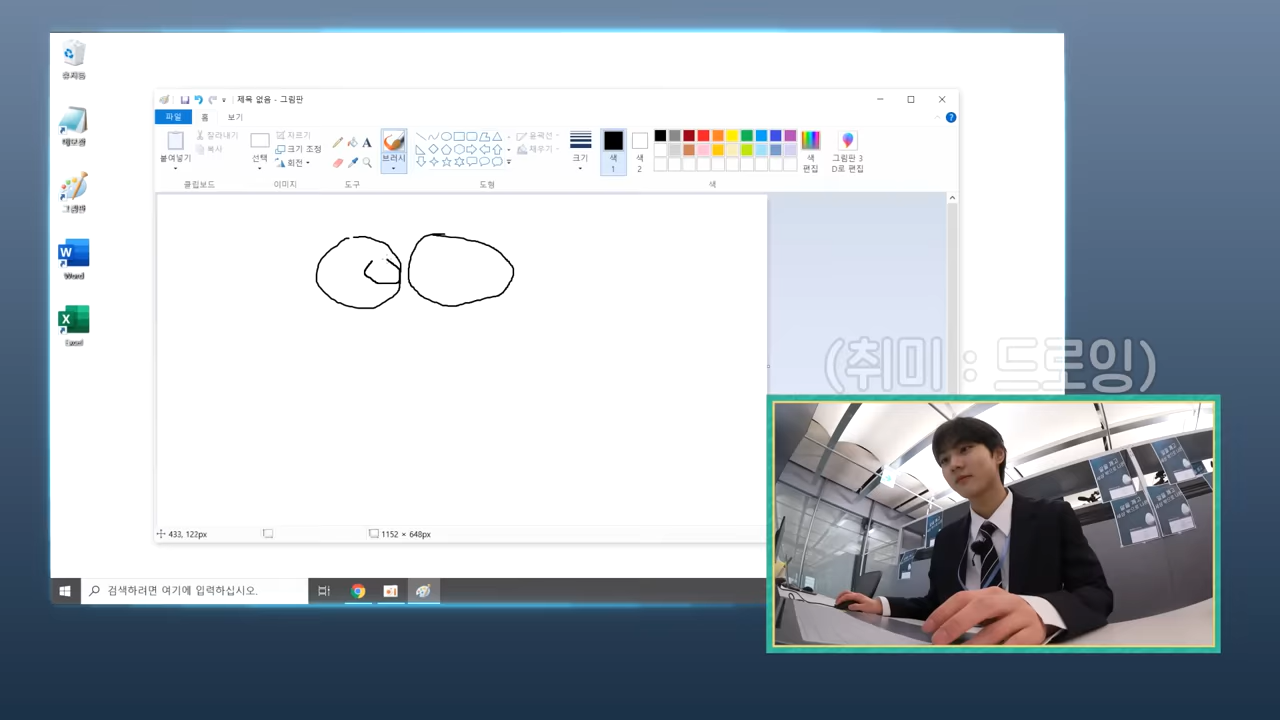 휴지통
메모판
그림판
Word
Excel
제목 없음 - 그림판
파일
홈
보기
붙여넣기
잘라내기
복사
클립보드
선택
자르기
크기 조정
회전
이미지
A
도구
브러시
윤곽선
채우기
도형
크기
색
1
색
2
색
편집
그림판 3
D로 편집
색
433, 122px
1152 × 648px
검색하려면 여기에 입력하십시오.
(취미 : 드로잉)